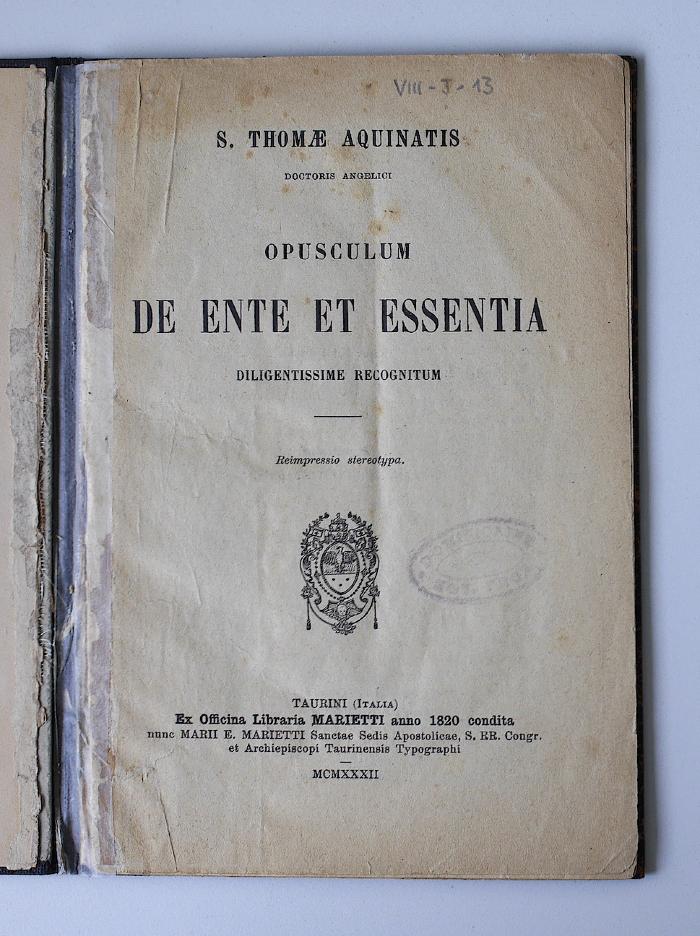 VIII - J - 13
S. THOMÆ AQUINATIS
DOCTORIS ANGELICI
OPUSCULUM
DE ENTE ET ESSENTIA
DILIGENTISSIME RECOGNITUM
Reimpressio stereotypa.
TAURINI (ITALIA)
Ex Officina Libraria MARIETTI anno 1820 condita
nunc MARII E. MARIETTI Sanctae Sedis Apostolicae, S. RR. Congr.
et Archiepiscopi Taurinensis Typographi
MCMXXXII